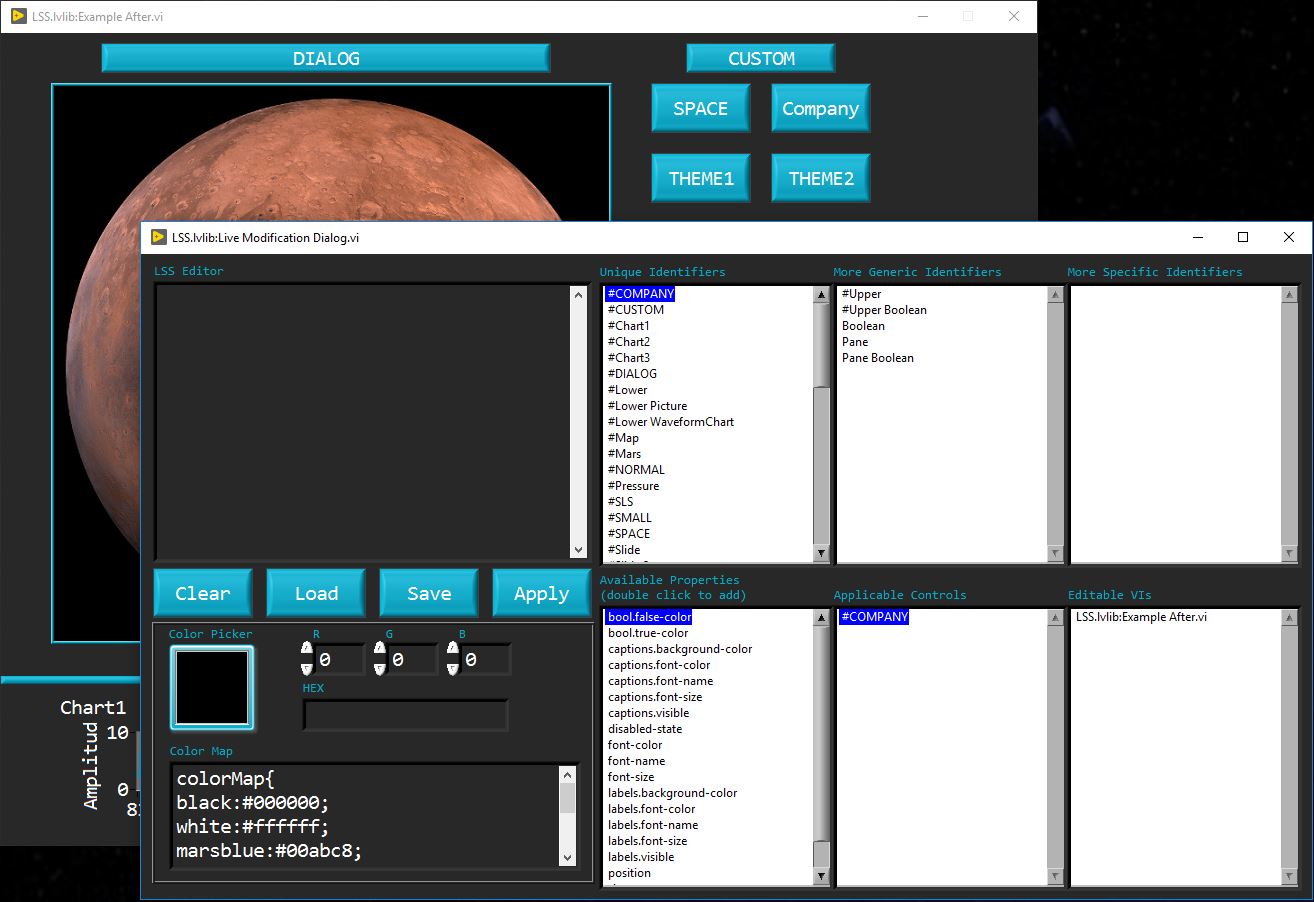 LSS.lvlib:Example After.vi
DIALOG
CUSTOM
SPACE
Company
THEME1
THEME2
Chart1
Amplitud
10
0
LSS.lvlib:Live Modification Dialog.vi
LSS Editor
Clear
Load
Save
Apply
Color Picker
R
G
B
0
0
0
HEX
Color Map
colorMap{
black:#000000;
white:#ffffff;
marsblue:#00abc8;
Unique Identifiers
#COMPANY
#CUSTOM
#Chart1
#Chart2
#Chart3
#DIALOG
#Lower
#Lower Picture
#Lower WaveformChart
#Map
#Mars
#NORMAL
#Pressure
#SLS
#SMALL
#SPACE
#Slide
More Generic Identifiers
#Upper
#Upper Boolean
Boolean
Pane
Pane Boolean
More Specific Identifiers
Available Properties
(double click to add)
bool.false-color
bool.true-color
captions.background-color
captions.font-color
captions.font-name
captions.font-size
captions.visible
disabled-state
font-color
font-name
font-size
labels.background-color
labels.font-color
labels.font-name
labels.font-size
labels.visible
position
Applicable Controls
#COMPANY
Editable VIs
LSS.lvlib:Example After.vi